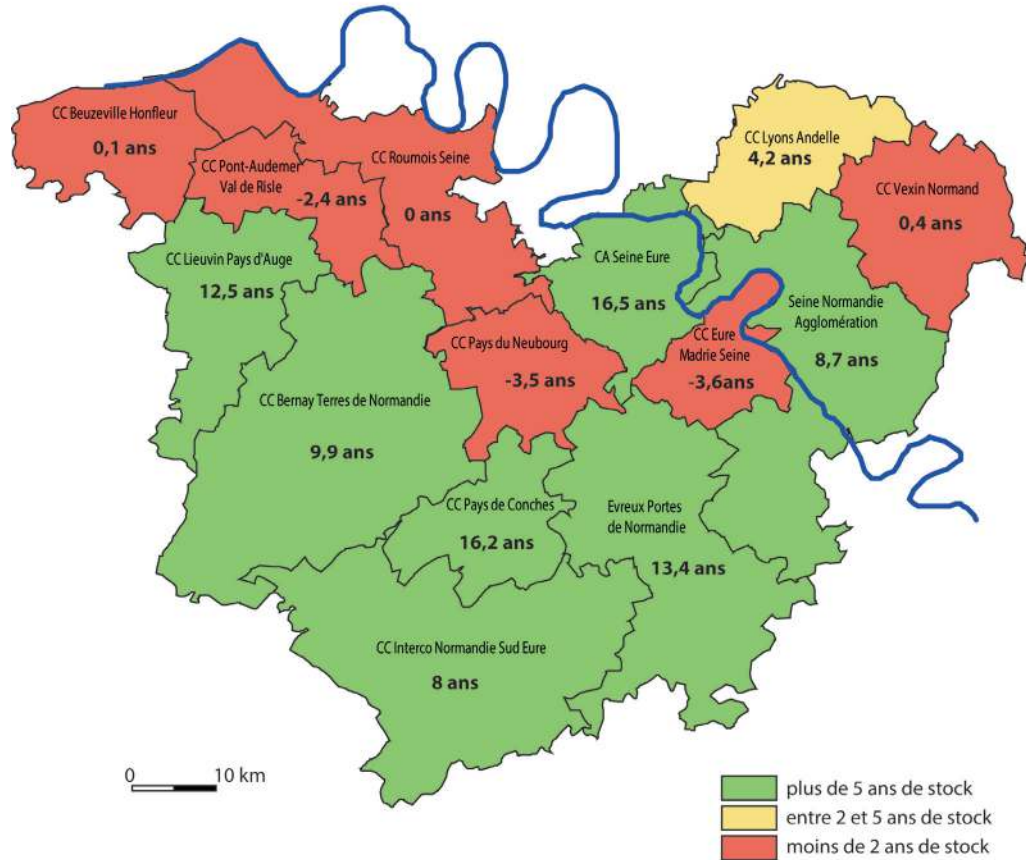 CC Beuzeville Honfleur
0,1 ans
CC Pont-Audemer
Val de Risle
-2,4 ans
CC Roumois Seine
0 ans
CC Lyons Andelle
4,2 ans
CC Vexin Normand
0,4 ans
CC Lieuvin Pays d'Auge
12,5 ans
CA Seine Eure
16,5 ans
Seine Normandie
Agglomération
8,7 ans
CC Pays du Neubourg
-3,5 ans
CC Eure
Madrie Seine
-3,6ans
CC Bernay Terres de Normandie
9,9 ans
CC Pays de Conches
16,2 ans
Evreux Portes
de Normandie
13,4 ans
CC Interco Normandie Sud Eure
8 ans
0 10 km
plus de 5 ans de stock
entre 2 et 5 ans de stock
moins de 2 ans de stock